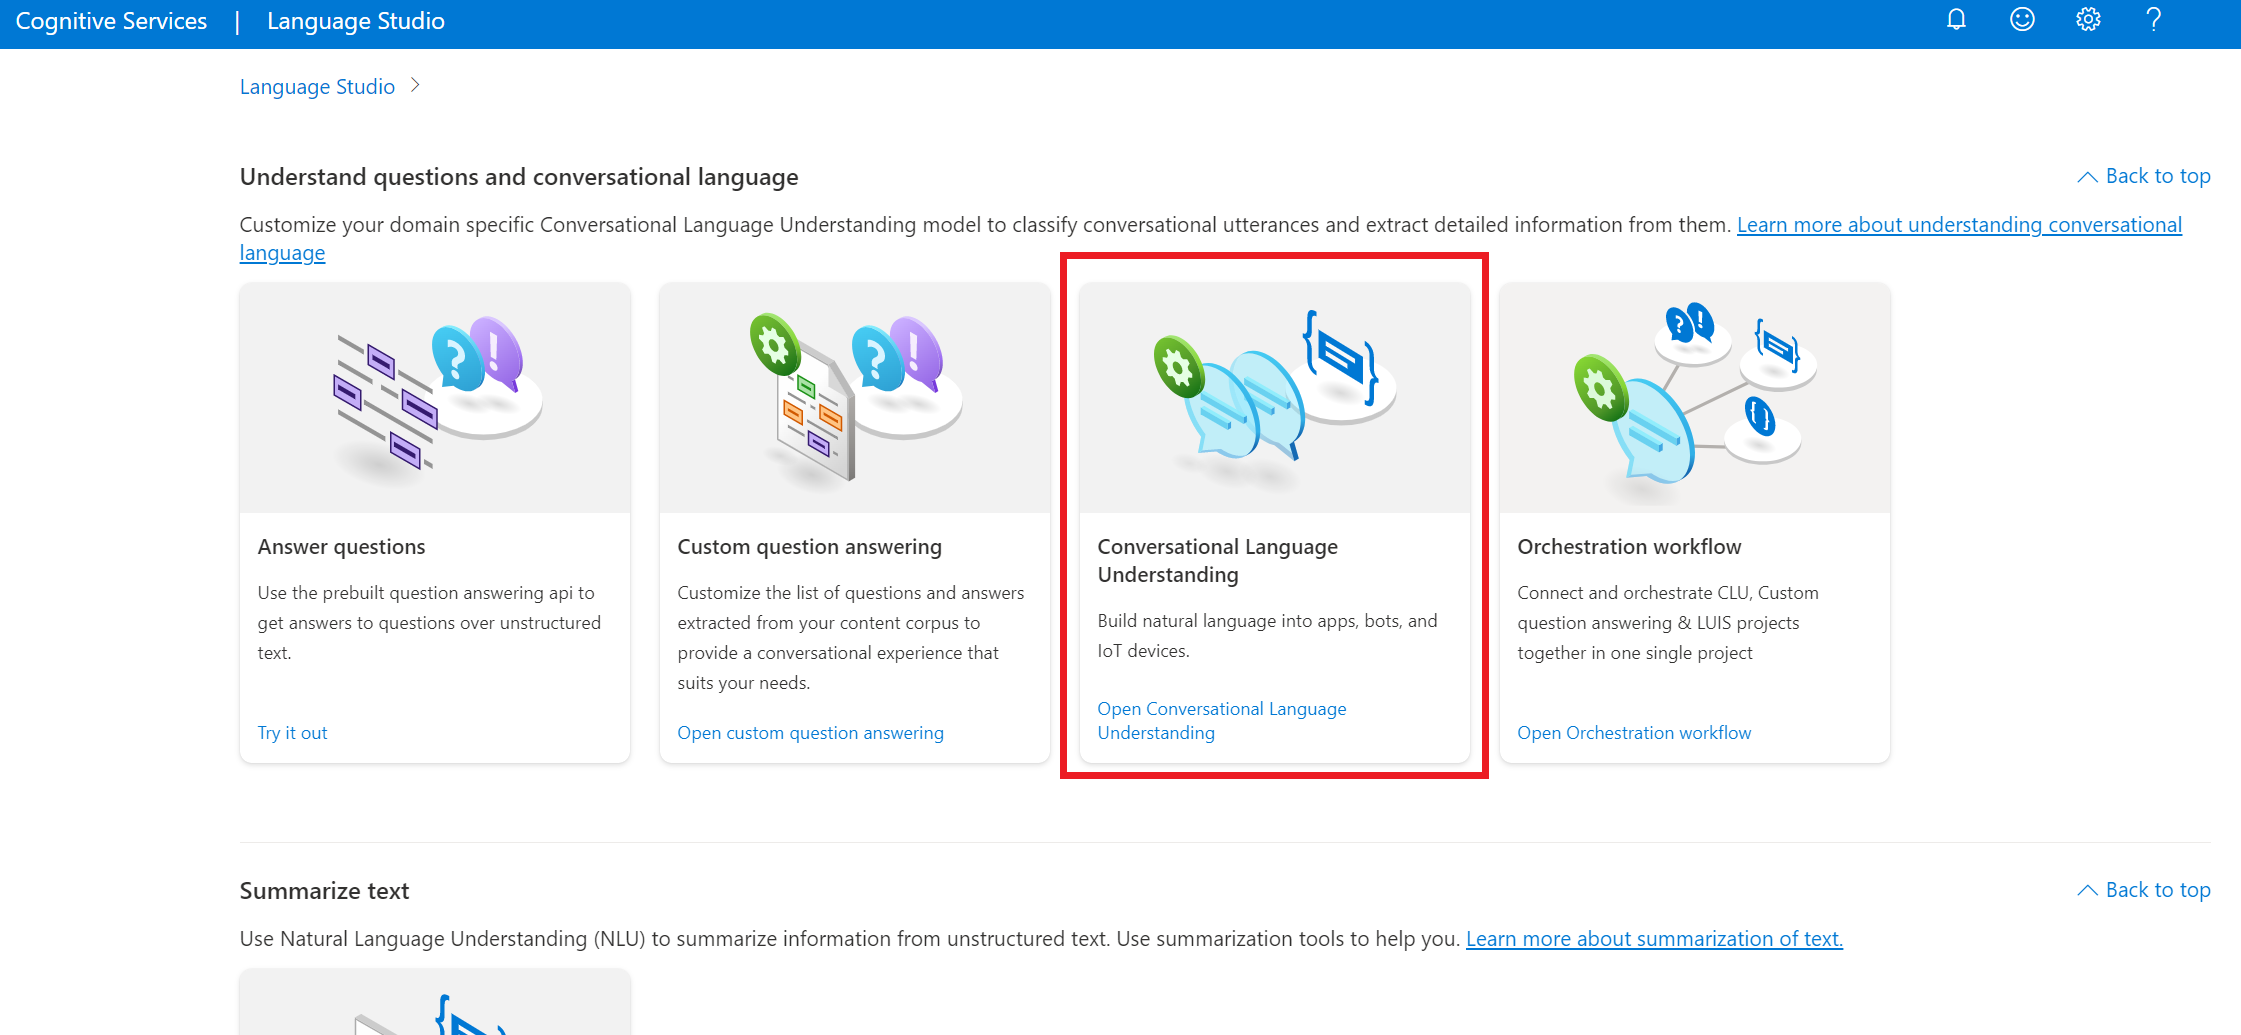 Cognitive Services | Language Studio
Language Studio
Understand questions and conversational language
Back to top
Customize your domain specific Conversational Language Understanding model to classify conversational utterances and extract detailed information from them. Learn more about understanding conversational
language
Answer questions
Use the prebuilt question answering api to
get answers to questions over unstructured
text.
Try it out
Custom question answering
Customize the list of questions and answers
extracted from your content corpus to
provide a conversational experience that
suits your needs.
Open custom question answering
Conversational Language
Understanding
Build natural language into apps, bots, and
IoT devices.
Open Conversational Language
Understanding
Orchestration workflow
Connect and orchestrate CLU, Custom
question answering & LUIS projects
together in one single project
Open Orchestration workflow
Summarize text
Back to top
Use Natural Language Understanding (NLU) to summarize information from unstructured text. Use summarization tools to help you. Learn more about summarization of text.